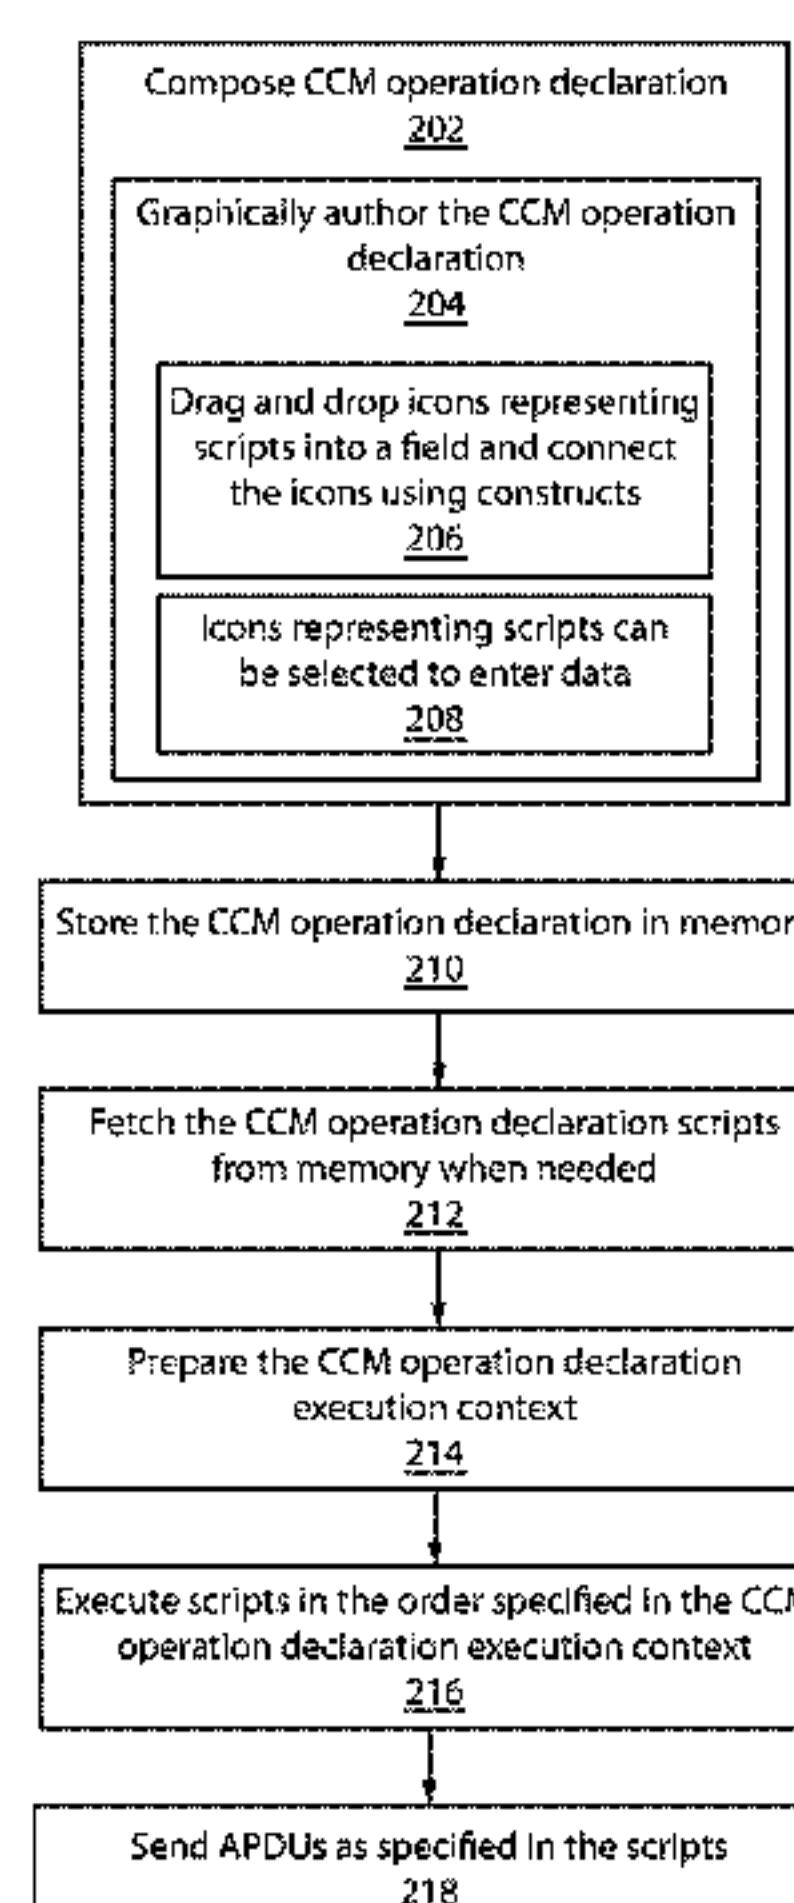 Compose CCM operation declaration
202
Graphically author the CCM operation
declaration
204
Drag and drop icons representing
scripts into a field and connect
the icons using constructs
206
Icons representing scripts can
be selected to enter data
208
Store the CCM operation declaration in memor
210
Fetch the CCM operation declaration scripts
from memory when needed
212
Prepare the CCM operation declaration
execution context
214
Execute scripts in the order specified in the CCM
operation declaration execution context
216
Send APDUs as specified in the scripts
218